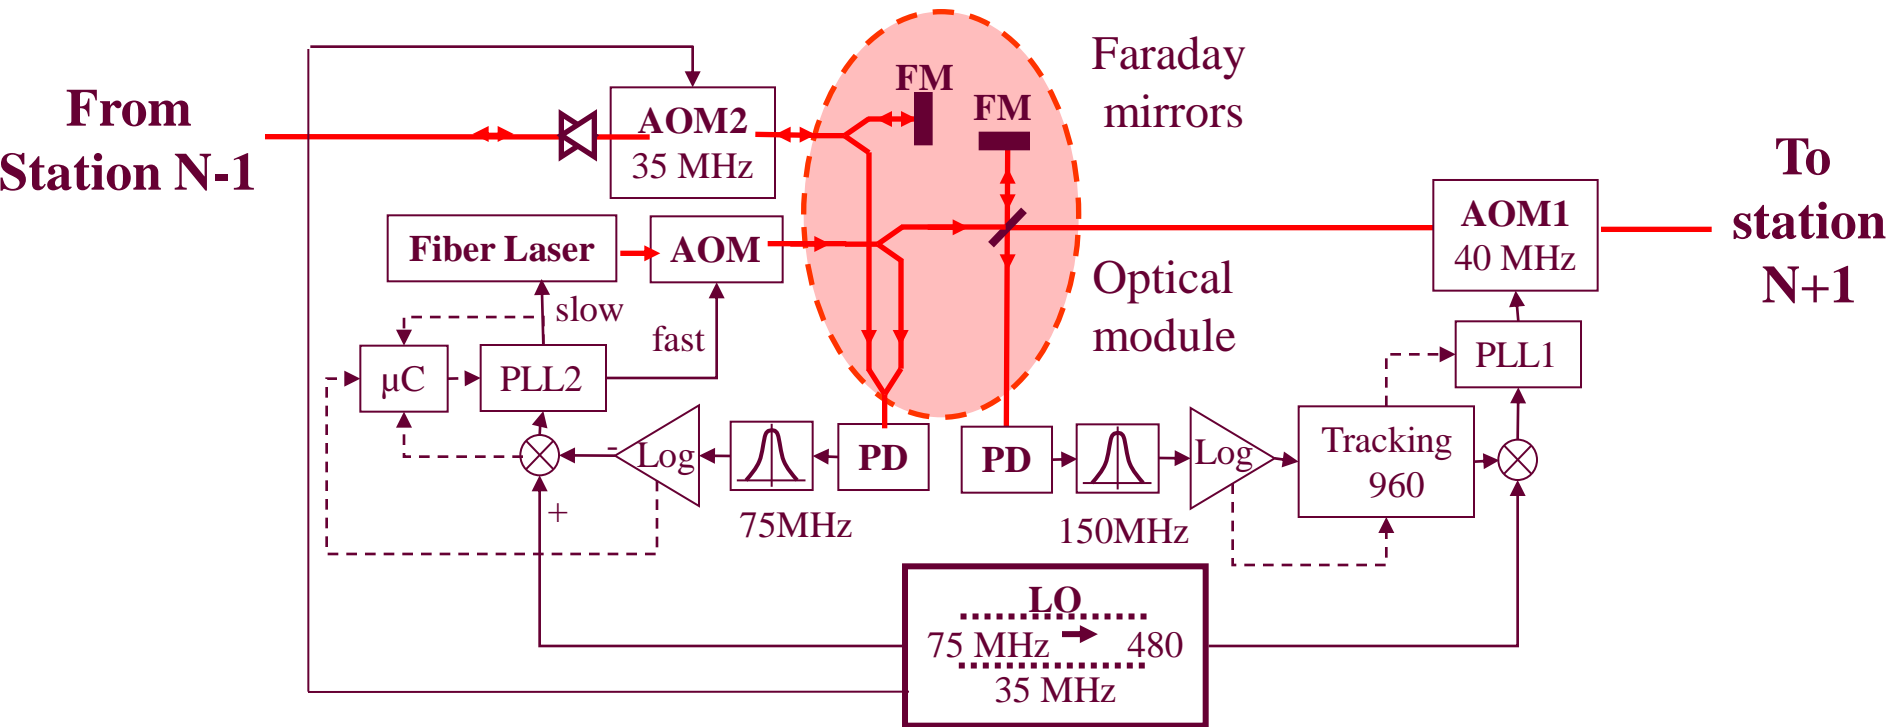 From
Station N-1
AOM2
35 MHz
FM
FM
Faraday
mirrors
To
station
N+1
AOM1
40 MHz
Fiber Laser
AOM
Optical
module
slow
fast
µC
PLL2
PLL1
-
Log
PD
PD
Log
Tracking
960
+
75MHz
150MHz
LO
75 MHz
480
35 MHz